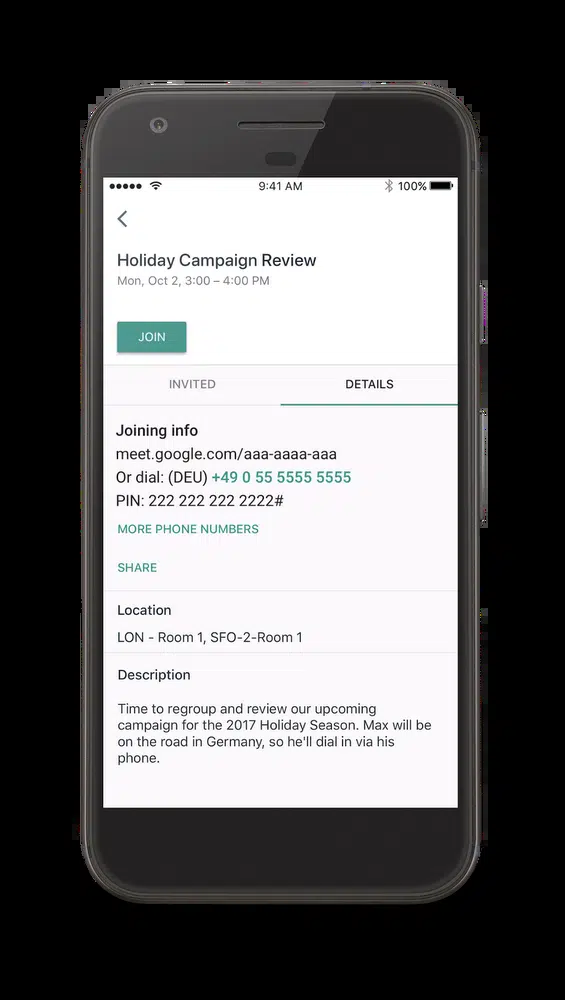 9:41 AM 100%
Holiday Campaign Review
Mon, Oct 2, 3:00 – 4:00 PM
JOIN
INVITED DETAILS
Joining info
meet.google.com/aaa-aaaa-aaa
Or dial: (DEU) +49 0 55 5555 5555
PIN: 222 222 222 2222#
MORE PHONE NUMBERS
SHARE
Location
LON - Room 1, SFO-2-Room 1
Description
Time to regroup and review our upcoming
campaign for the 2017 Holiday Season. Max will be
on the road in Germany, so he'll dial in via his
phone.